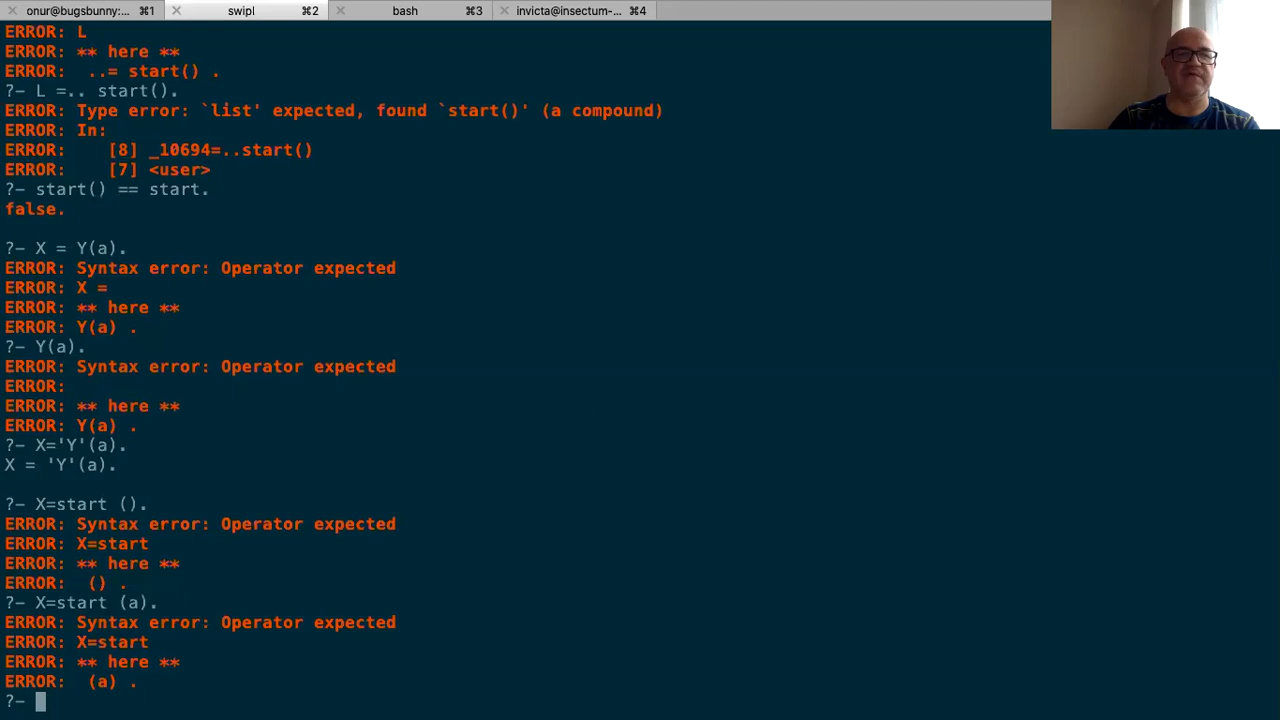 onur@bugsbunny:... ⌘1 swipl ⌘2 bash ⌘3 invicta@insectum-... ⌘4
ERROR: L
ERROR: ** here **
ERROR:  ..= start() .
?- L =.. start().
ERROR: Type error: `list' expected, found `start()' (a compound)
ERROR: In:
ERROR:    [8] _10694=..start()
ERROR:    [7] <user>
?- start() == start.
false.
?- X = Y(a).
ERROR: Syntax error: Operator expected
ERROR: X =
ERROR: ** here **
ERROR: Y(a) .
?- Y(a).
ERROR: Syntax error: Operator expected
ERROR:
ERROR: ** here **
ERROR: Y(a) .
?- X='Y'(a).
X = 'Y'(a).
?- X=start ().
ERROR: Syntax error: Operator expected
ERROR: X=start
ERROR: ** here **
ERROR:  () .
?- X=start (a).
ERROR: Syntax error: Operator expected
ERROR: X=start
ERROR: ** here **
ERROR:  (a) .
?-